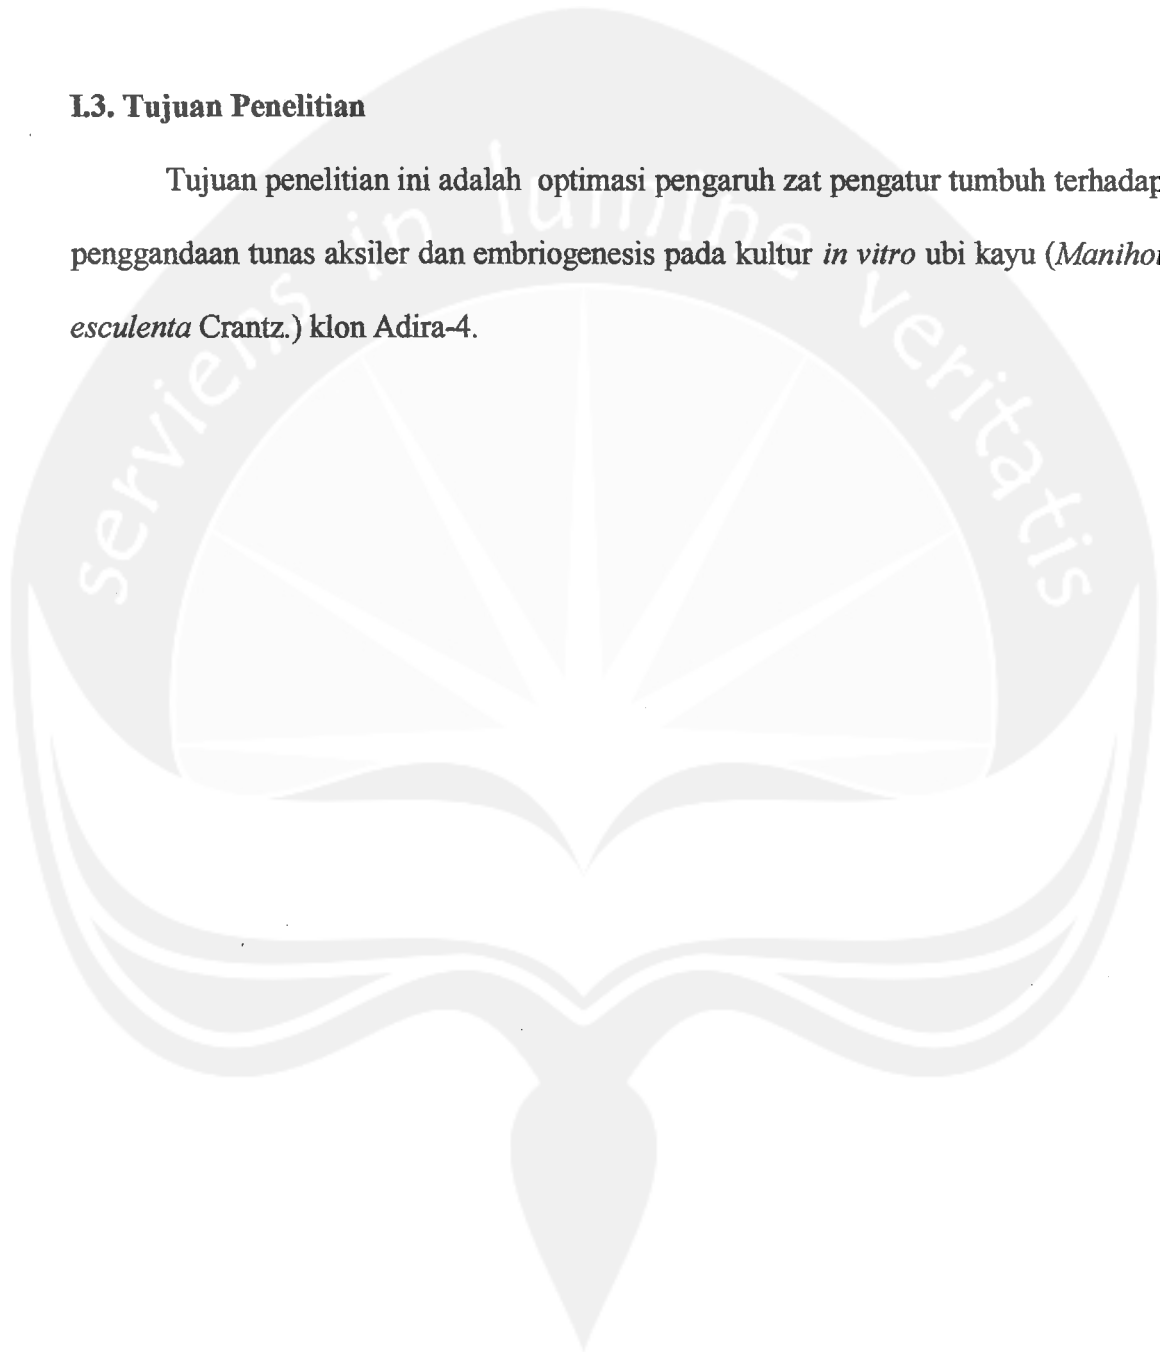 I.3. Tujuan Penelitian
Tujuan penelitian ini adalah optimasi pengaruh zat pengatur tumbuh terhadap
penggandaan tunas aksiler dan embriogenesis pada kultur in vitro ubi kayu (Manihot
esculenta Crantz.) klon Adira-4.
serviens in lumine veritatis